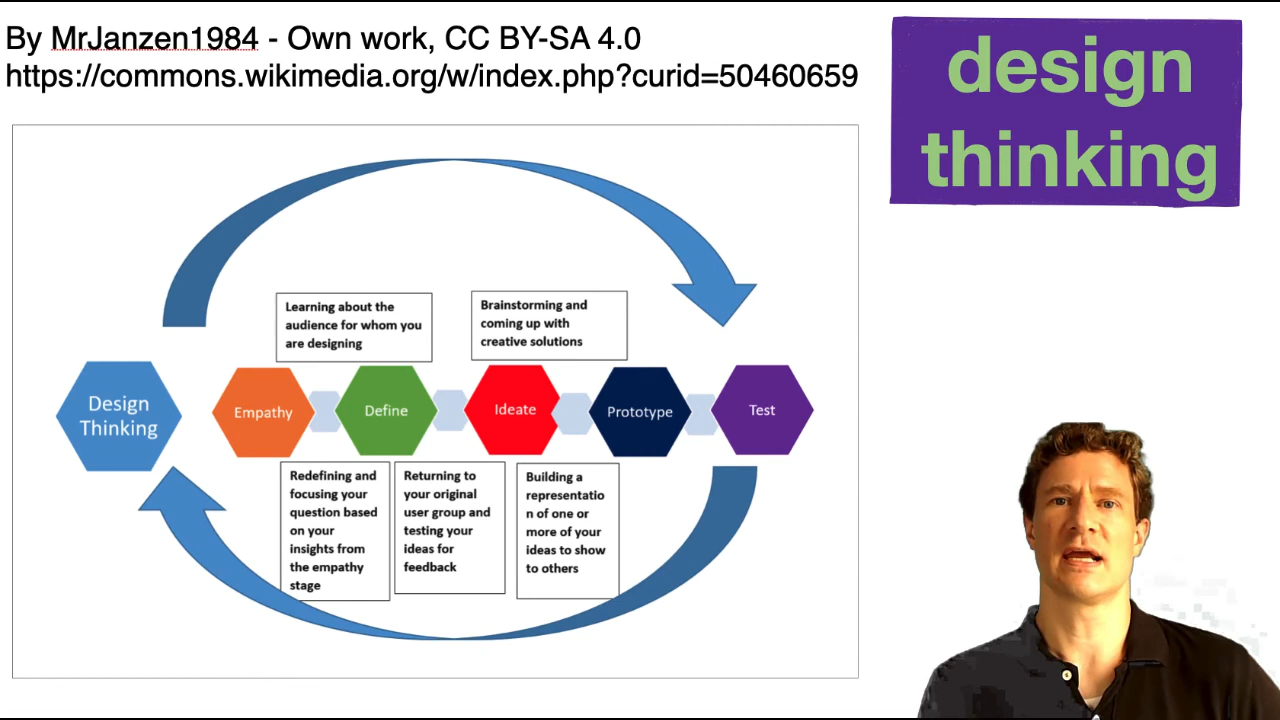 By MrJanzen1984 - Own work, CC BY-SA 4.0
https://commons.wikimedia.org/w/index.php?curid=50460659
design
thinking
Learning about the
audience for whom you
are designing
Brainstorming and
coming up with
creative solutions
Design
Thinking
Empathy
Define
Ideate
Prototype
Test
Redefining and
focusing your
question based
on your
insights from
the empathy
stage
Returning to
your original
user group and
testing your
ideas for
feedback
Building a
representatio
n of one or
more of your
ideas to show
to others